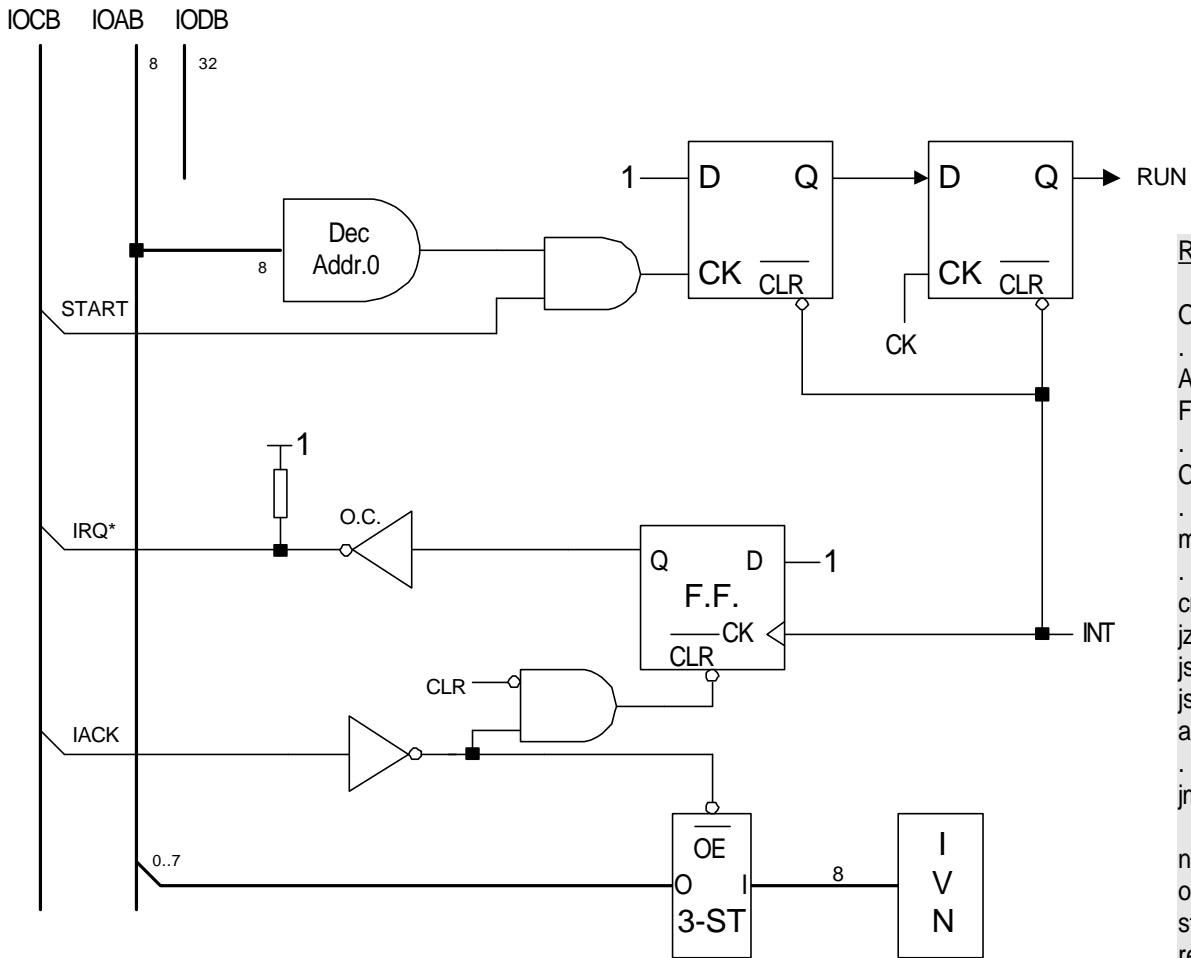 IOCB IOAB IODB
8 32
1 D Q D Q RUN
Dec
Addr.0
8
CK CLR CK CLR
START
CK
1
IRQ*
O.C.
Q D 1
F.F.
CK
CLR
INT
CLR
IACK
OE
0..7
O I 8
3-ST
I
V
N